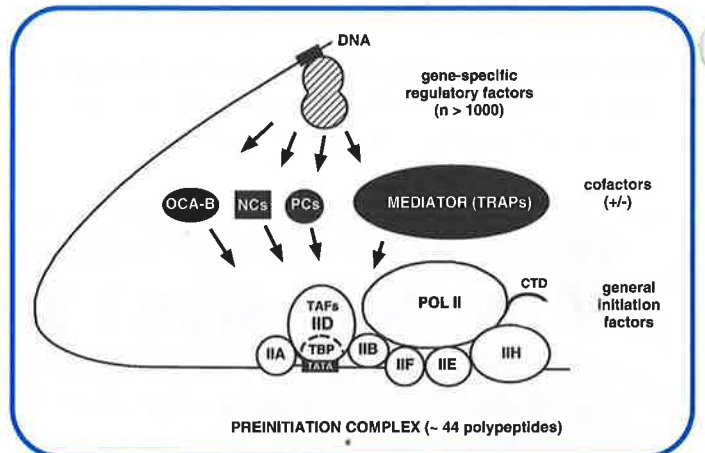 DNA
gene-specific
regulatory factors
(n > 1000)
OCA-B
NCs
PCs
MEDIATOR (TRAPs)
cofactors
(+/-)
TAFs
IID
TBP
TATA
IIA
IIB
POL II
CTD
IIF
IIE
IIH
general
initiation
factors
PREINITIATION COMPLEX (~ 44 polypeptides)